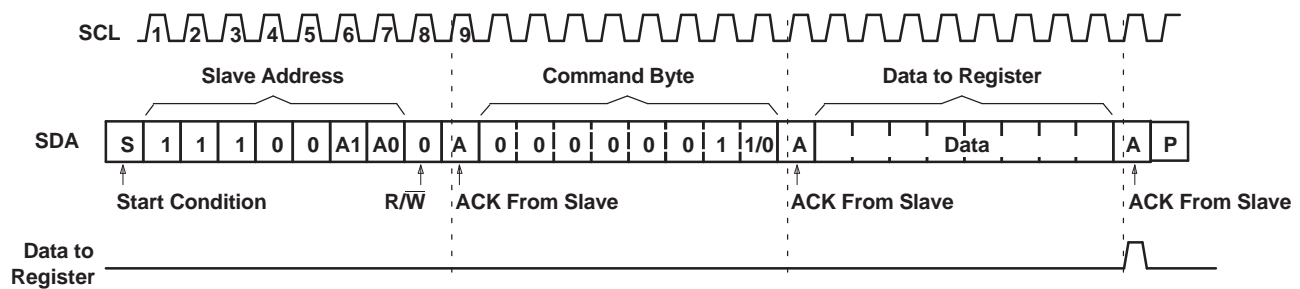 SCL 1 2 3 4 5 6 7 8 9
Slave Address Command Byte Data to Register
SDA S 1 1 1 0 0 A1 A0 0 A 0 0 0 0 0 0 1 1/0 A Data A P
Start Condition R/W̅ ACK From Slave ACK From Slave ACK From Slave
Data to
Register